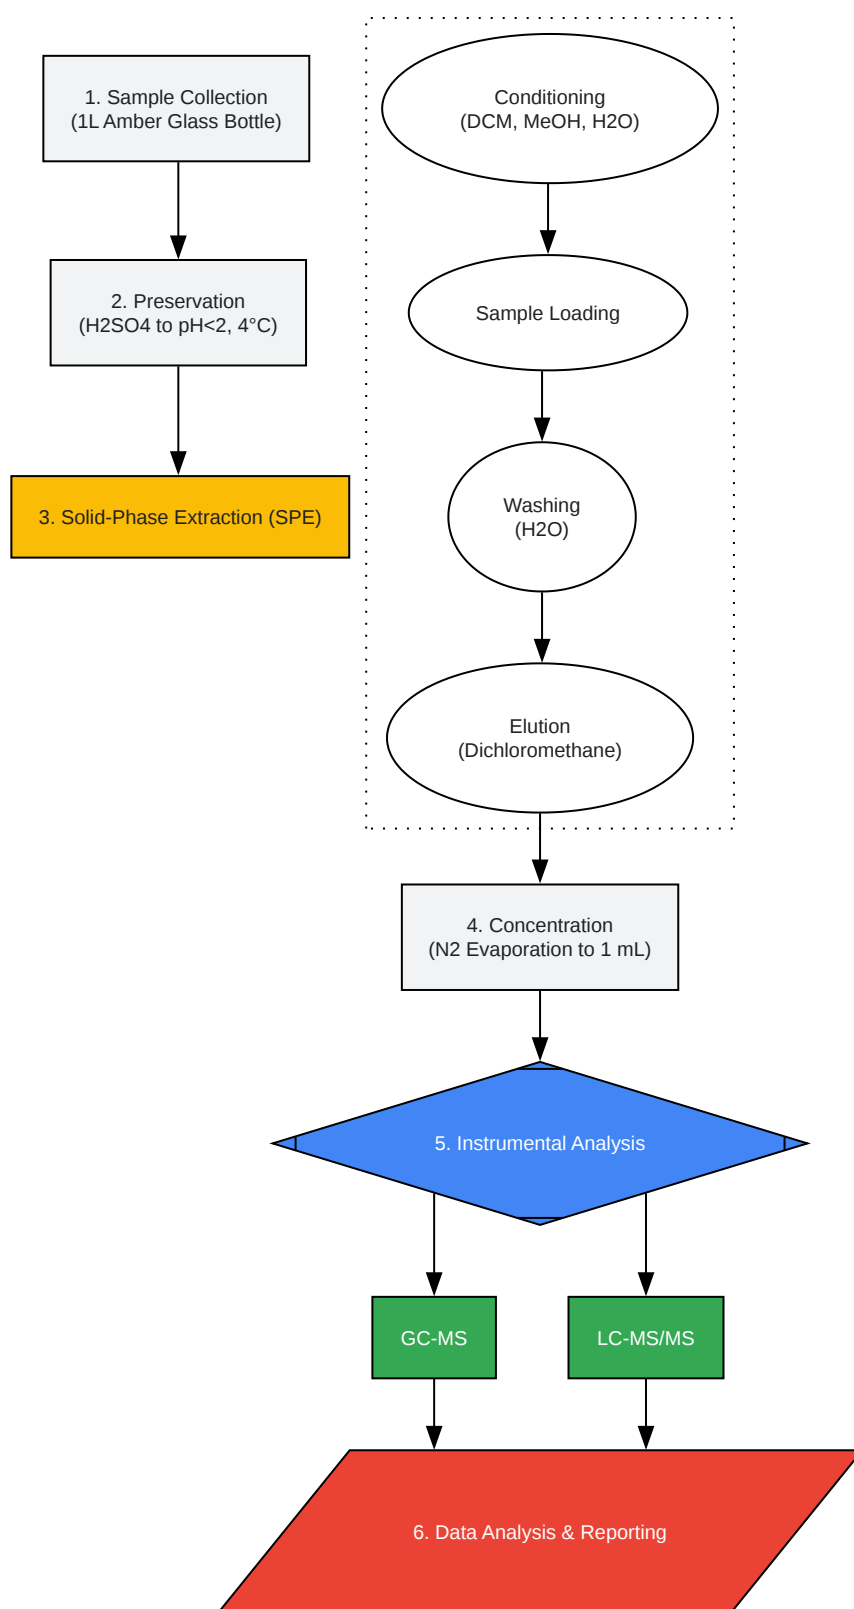 1. Sample Collection
(1L Amber Glass Bottle)
2. Preservation
(H2SO4 to pH<2, 4°C)
3. Solid-Phase Extraction (SPE)
Conditioning
(DCM, MeOH, H2O)
Sample Loading
Washing
(H2O)
Elution
(Dichloromethane)
4. Concentration
(N2 Evaporation to 1 mL)
5. Instrumental Analysis
GC-MS
LC-MS/MS
6. Data Analysis & Reporting